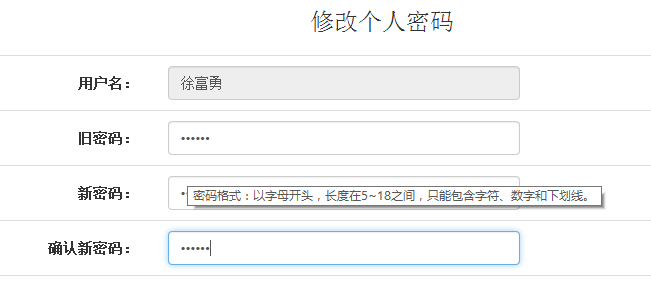 修改个人密码
用户名：
徐富勇
旧密码：
••••••
新密码：
密码格式：以字母开头，长度在5~18之间，只能包含字符、数字和下划线。
确认新密码：
••••••